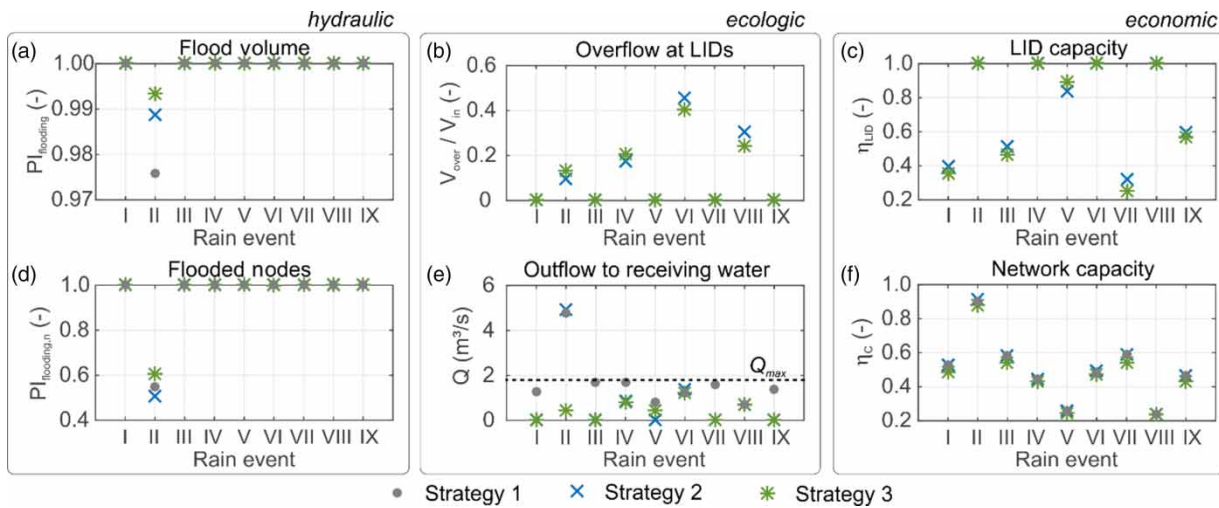 hydraulic
ecologic
economic
(a)
Flood volume
1.00
0.99
0.98
0.97
PI_flooding (-)
I II III IV V VI VII VIII IX
Rain event
(b)
Overflow at LIDs
0.6
0.4
0.2
0
V_over / V_in (-)
I II III IV V VI VII VIII IX
Rain event
(c)
LID capacity
1.0
0.8
0.6
0.4
0.2
η_LID (-)
I II III IV V VI VII VIII IX
Rain event
(d)
Flooded nodes
1.0
0.8
0.6
0.4
PI_flooding,n (-)
I II III IV V VI VII VIII IX
Rain event
(e)
Outflow to receiving water
6
4
2
0
Q (m³/s)
Q_max
I II III IV V VI VII VIII IX
Rain event
(f)
Network capacity
1.0
0.8
0.6
0.4
0.2
η_C (-)
I II III IV V VI VII VIII IX
Rain event
Strategy 1 Strategy 2 Strategy 3